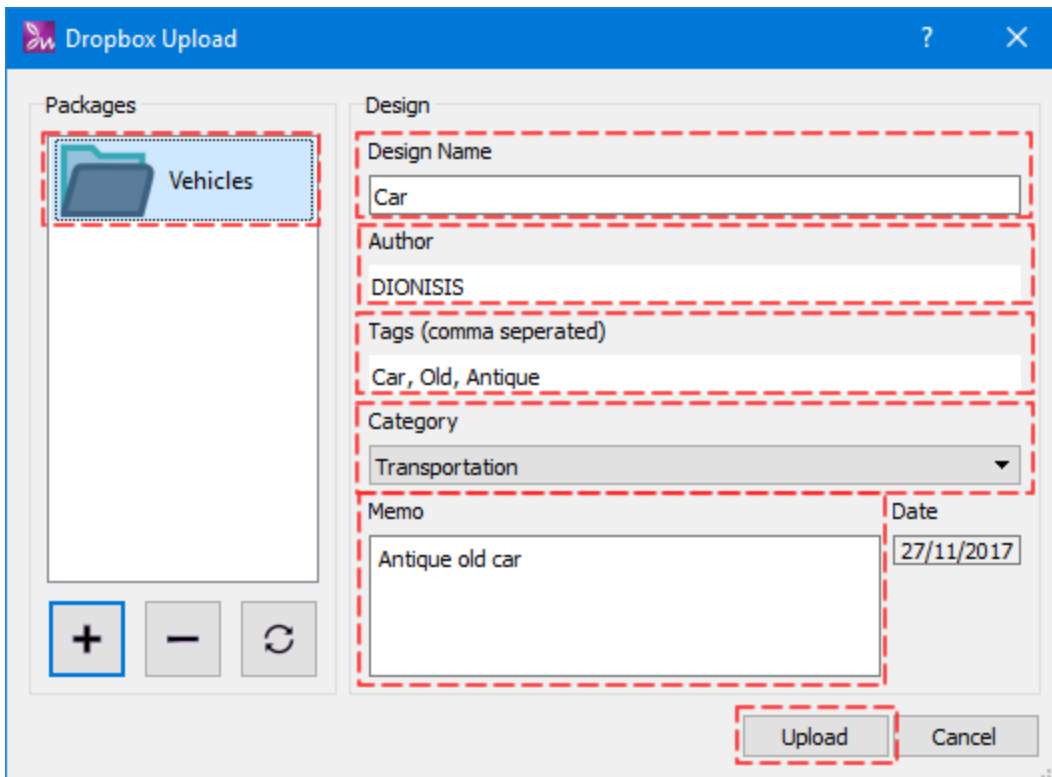 Dropbox Upload
Packages
Vehicles
Design
Design Name
Car
Author
DIONISIS
Tags (comma seperated)
Car, Old, Antique
Category
Transportation
Memo
Antique old car
Date
27/11/2017
Upload
Cancel